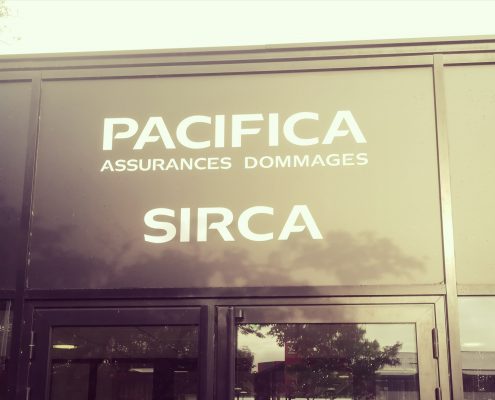 PACIFICA
ASSURANCES DOMMAGES
SIRCA